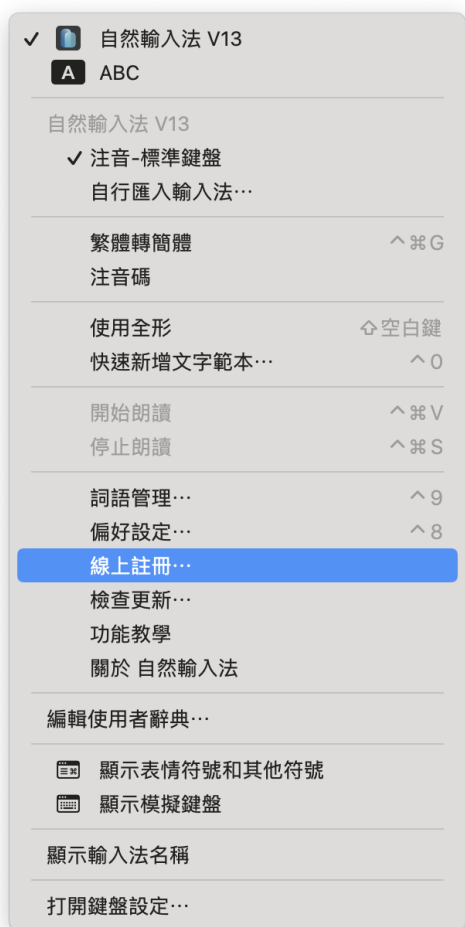 ✓ 自然輸入法 V13
A ABC
自然輸入法 V13
✓ 注音-標準鍵盤
自行匯入輸入法…
繁體轉簡體 ^⌘G
注音碼
使用全形 ⇧空白鍵
快速新增文字範本… ^0
開始朗讀 ^⌘V
停止朗讀 ^⌘S
詞語管理… ^9
偏好設定… ^8
線上註冊…
檢查更新…
功能教學
關於 自然輸入法
編輯使用者辭典…
顯示表情符號和其他符號
顯示模擬鍵盤
顯示輸入法名稱
打開鍵盤設定…